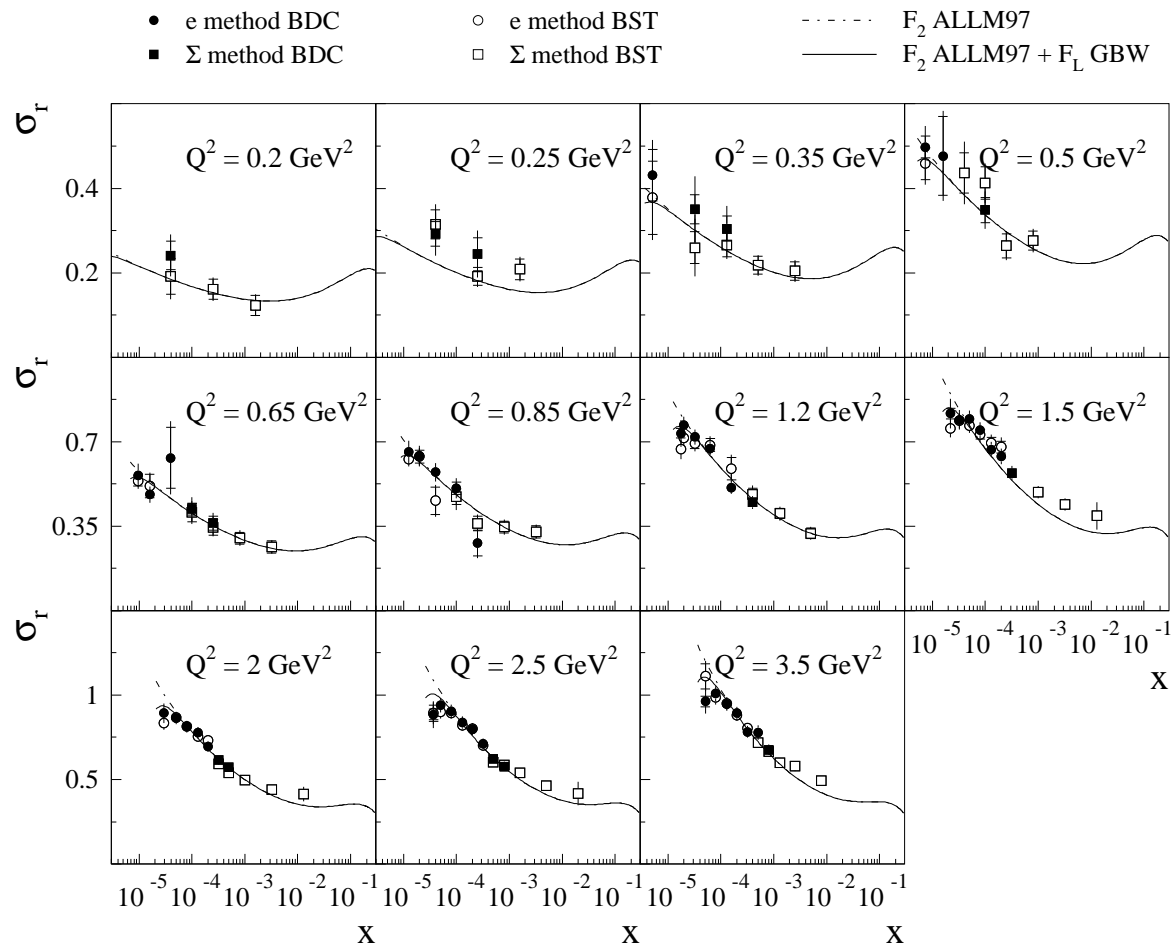 e method BDC e method BST F₂ ALLM97
Σ method BDC Σ method BST F₂ ALLM97 + F_L GBW
σ_r
Q² = 0.2 GeV² Q² = 0.25 GeV² Q² = 0.35 GeV² Q² = 0.5 GeV²
0.4
0.2
σ_r
Q² = 0.65 GeV² Q² = 0.85 GeV² Q² = 1.2 GeV² Q² = 1.5 GeV²
0.7
0.35
σ_r
10⁻⁵ 10⁻⁴ 10⁻³ 10⁻² 10⁻¹
x
Q² = 2 GeV² Q² = 2.5 GeV² Q² = 3.5 GeV²
1
0.5
10⁻⁵ 10⁻⁴ 10⁻³ 10⁻² 10⁻¹ 10⁻⁵ 10⁻⁴ 10⁻³ 10⁻² 10⁻¹ 10⁻⁵ 10⁻⁴ 10⁻³ 10⁻² 10⁻¹
x x x